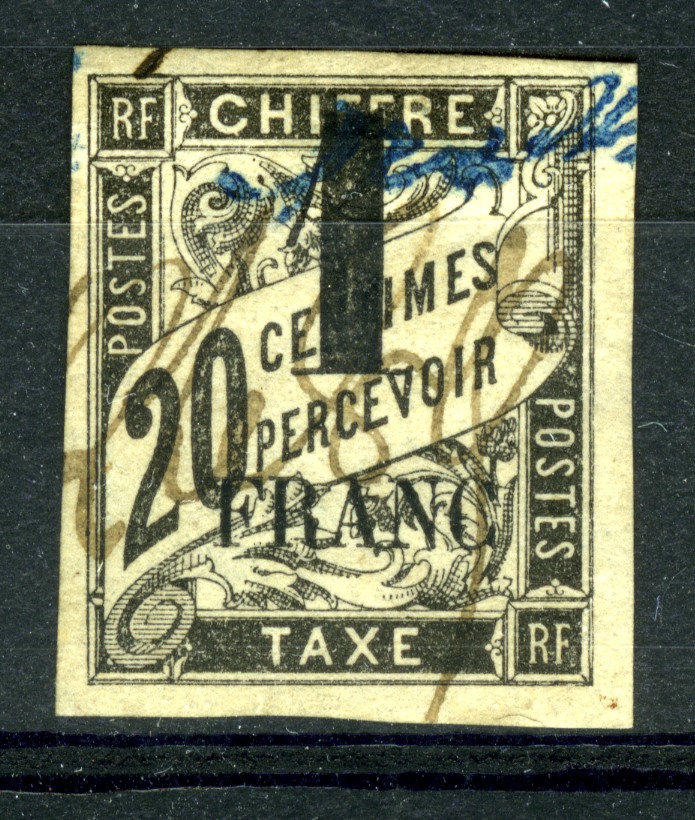 RF CHIFFRE
POSTES
1
20 CENTIMES
PERCEVOIR
FRANC
POSTES
TAXE RF